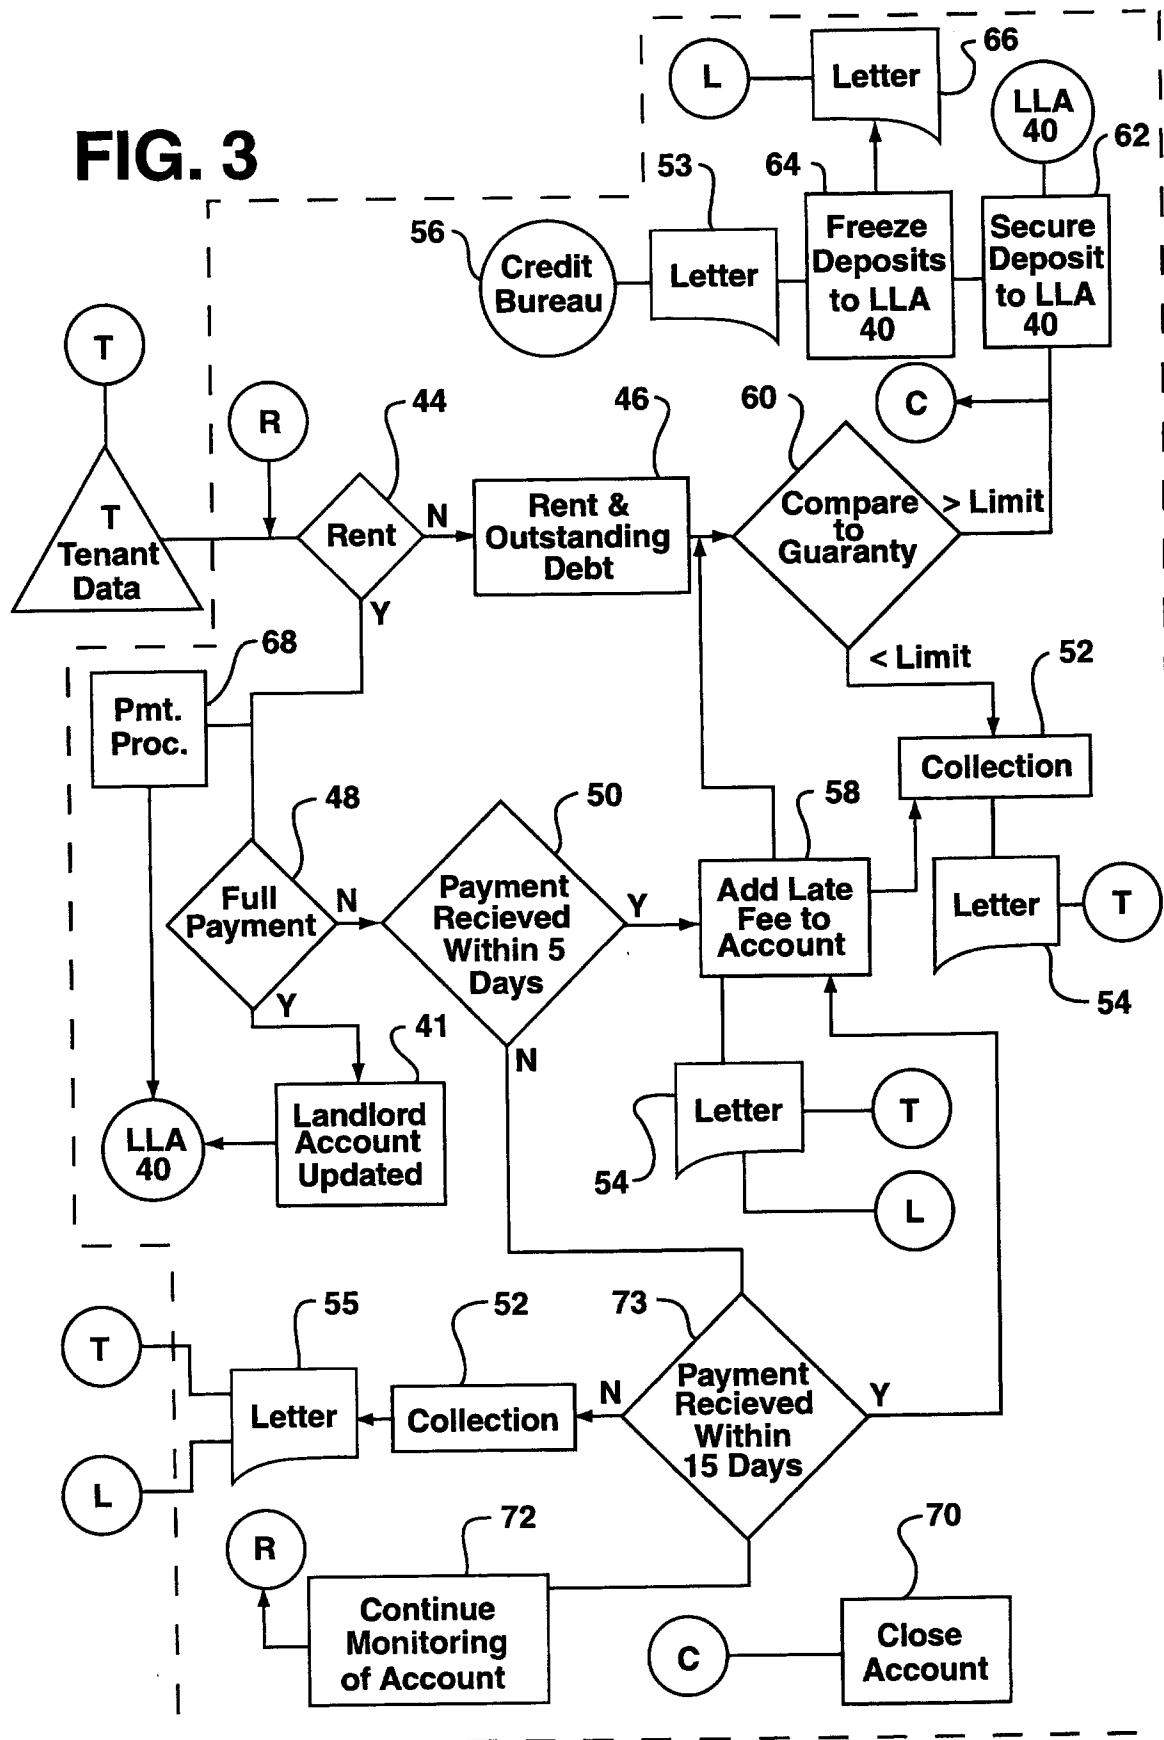 FIG. 3
L
Letter
66
LLA
40
62
53
64
56
Credit
Bureau
Letter
Freeze
Deposits
to LLA
40
Secure
Deposit
to LLA
40
T
R
44
46
60
C
T
Tenant
Data
Rent
N
Y
Rent &
Outstanding
Debt
Compare
to
Guaranty
> Limit
< Limit
68
52
Pmt.
Proc.
Collection
48
50
58
Full
Payment
N
Y
Payment
Recieved
Within 5
Days
Y
N
Add Late
Fee to
Account
Letter
T
54
41
Landlord
Account
Updated
LLA
40
Letter
T
54
L
T
55
52
73
Letter
Collection
N
Payment
Recieved
Within
15 Days
Y
L
R
72
70
Continue
Monitoring
of Account
C
Close
Account